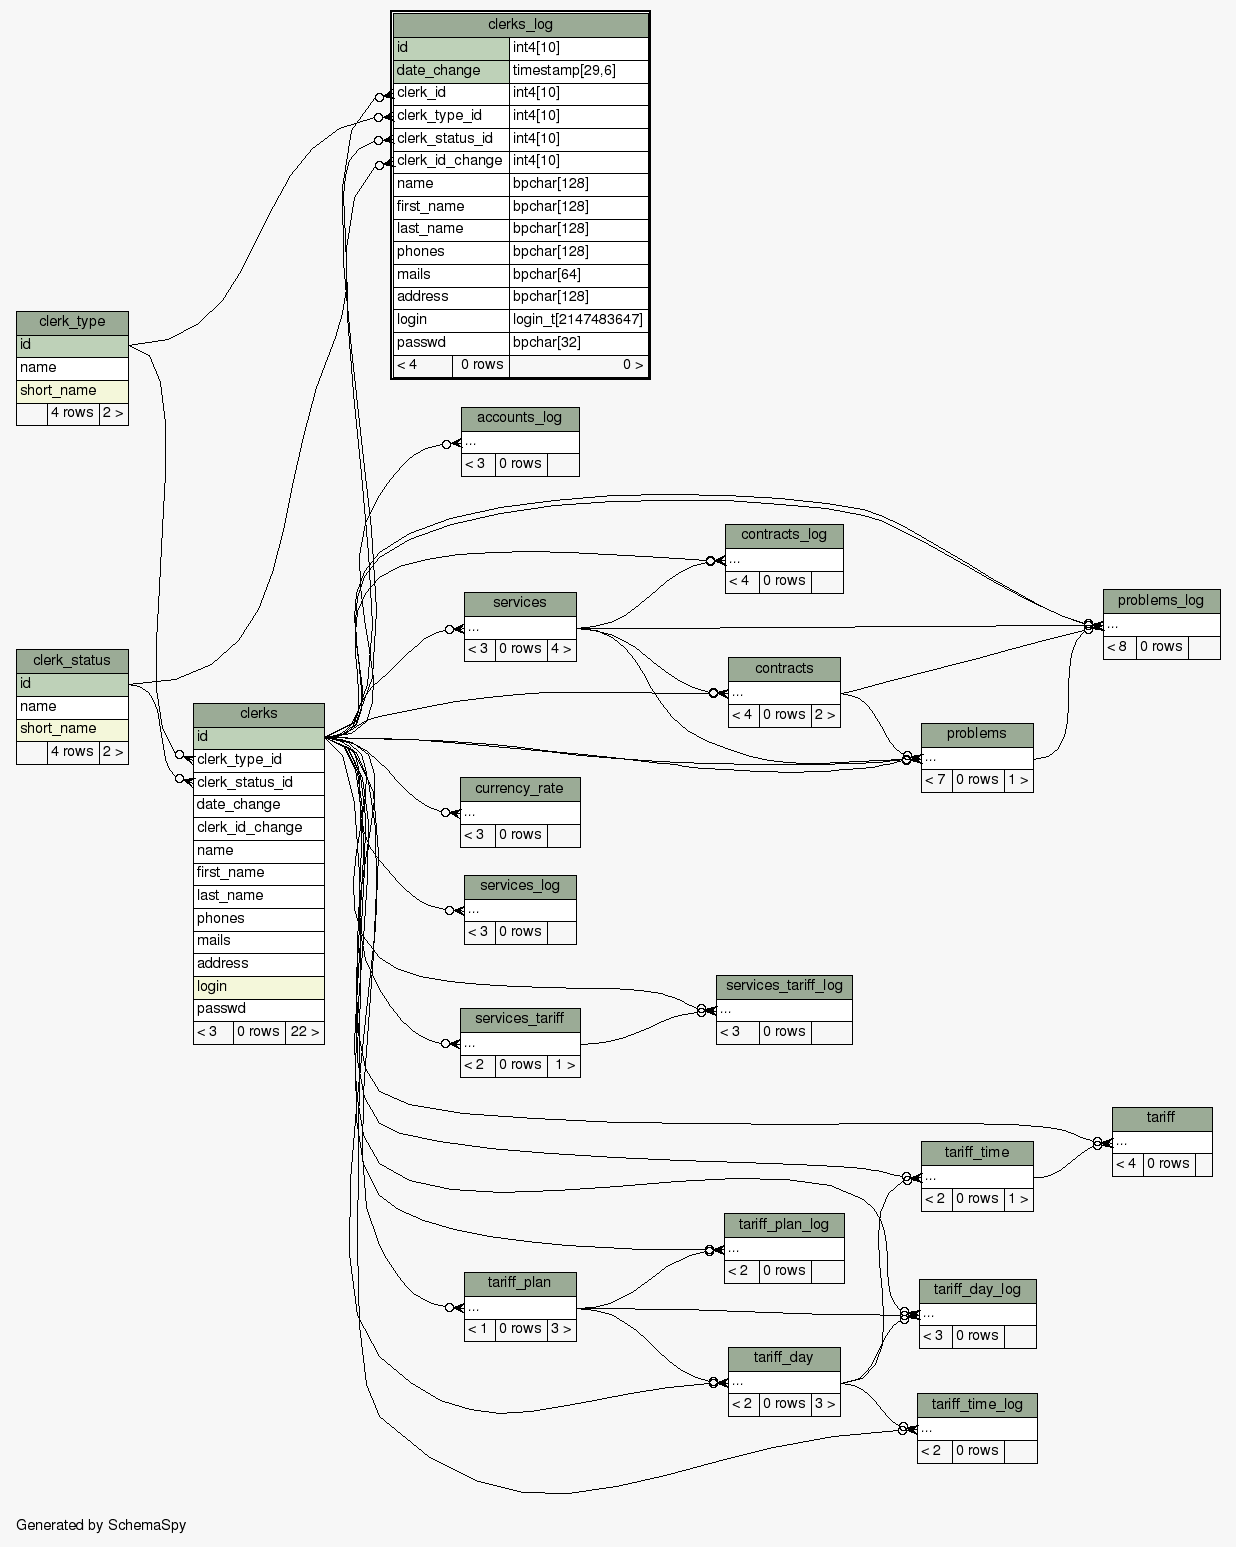 clerks_log
id int4[10]
date_change timestamp[29,6]
clerk_id int4[10]
clerk_type_id int4[10]
clerk_status_id int4[10]
clerk_id_change int4[10]
name bpchar[128]
first_name bpchar[128]
last_name bpchar[128]
phones bpchar[128]
mails bpchar[64]
address bpchar[128]
login login_t[2147483647]
passwd bpchar[32]
< 4 0 rows 0 >
clerk_type
id
name
short_name
4 rows 2 >
accounts_log
...
< 3 0 rows
contracts_log
...
< 4 0 rows
services
...
< 3 0 rows 4 >
problems_log
...
< 8 0 rows
clerk_status
id
name
short_name
4 rows 2 >
contracts
...
< 4 0 rows 2 >
clerks
id
clerk_type_id
clerk_status_id
date_change
clerk_id_change
name
first_name
last_name
phones
mails
address
login
passwd
< 3 0 rows 22 >
problems
...
< 7 0 rows 1 >
currency_rate
...
< 3 0 rows
services_log
...
< 3 0 rows
services_tariff_log
...
< 3 0 rows
services_tariff
...
< 2 0 rows 1 >
tariff
...
< 4 0 rows
tariff_time
...
< 2 0 rows 1 >
tariff_plan_log
...
< 2 0 rows
tariff_plan
...
< 1 0 rows 3 >
tariff_day_log
...
< 3 0 rows
tariff_day
...
< 2 0 rows 3 >
tariff_time_log
...
< 2 0 rows
Generated by SchemaSpy